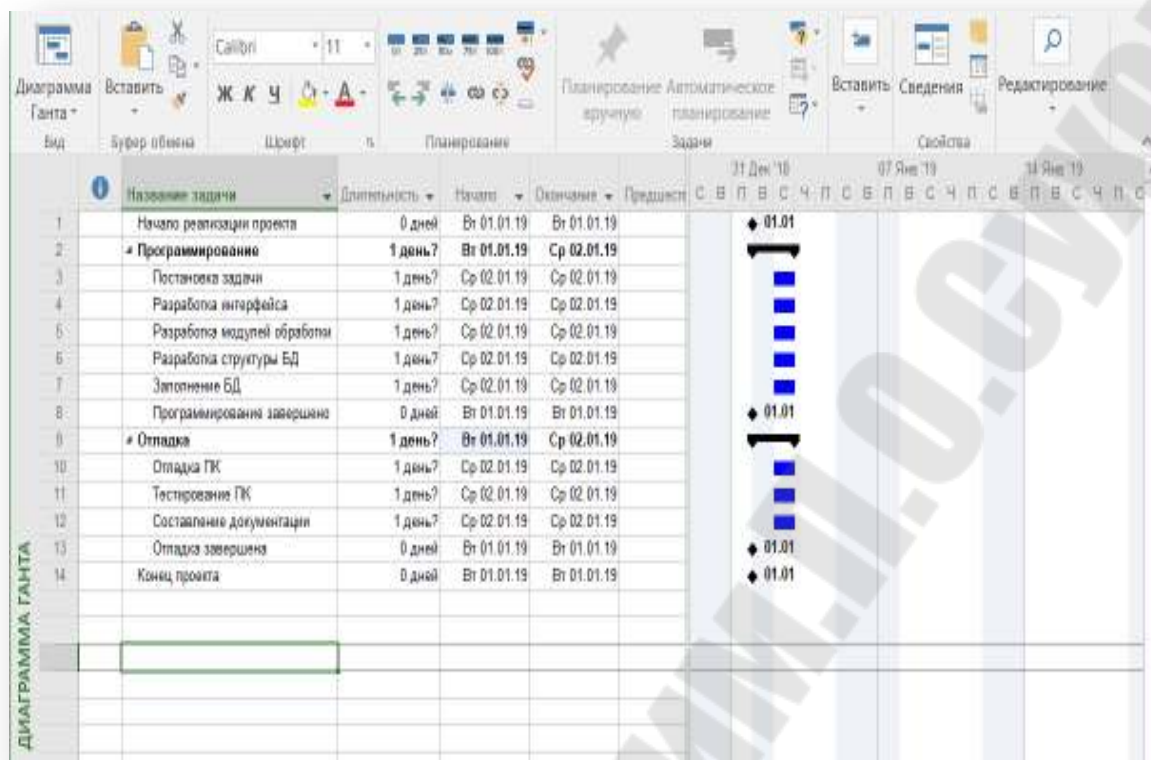 Calibri 11
Диаграмма Ганта
Вставить
Ж К Ч
Планирование вручную
Автоматическое планирование
Вставить
Сведения
Редактирование
Вид
Буфер обмена
Шрифт
Планирование
Задачи
Свойства
31 Дек '18 07 Янв '19 14 Янв '19
Название задачи Длительность Начало Окончание Предшест С В П В С Ч П С В П В С Ч П С В П В С Ч П С
1 Начало реализации проекта 0 дней Вт 01.01.19 Вт 01.01.19 01.01
2 Программирование 1 день? Вт 01.01.19 Ср 02.01.19
3 Постановка задачи 1 день? Ср 02.01.19 Ср 02.01.19
4 Разработка интерфейса 1 день? Ср 02.01.19 Ср 02.01.19
5 Разработка модулей обработки 1 день? Ср 02.01.19 Ср 02.01.19
6 Разработка структуры БД 1 день? Ср 02.01.19 Ср 02.01.19
7 Заполнение БД 1 день? Ср 02.01.19 Ср 02.01.19
8 Программирование завершено 0 дней Вт 01.01.19 Вт 01.01.19 01.01
9 Отладка 1 день? Вт 01.01.19 Ср 02.01.19
10 Отладка ПК 1 день? Ср 02.01.19 Ср 02.01.19
11 Тестирование ПК 1 день? Ср 02.01.19 Ср 02.01.19
12 Составление документации 1 день? Ср 02.01.19 Ср 02.01.19
13 Отладка завершена 0 дней Вт 01.01.19 Вт 01.01.19 01.01
14 Конец проекта 0 дней Вт 01.01.19 Вт 01.01.19 01.01
ДИАГРАММА ГАНТА